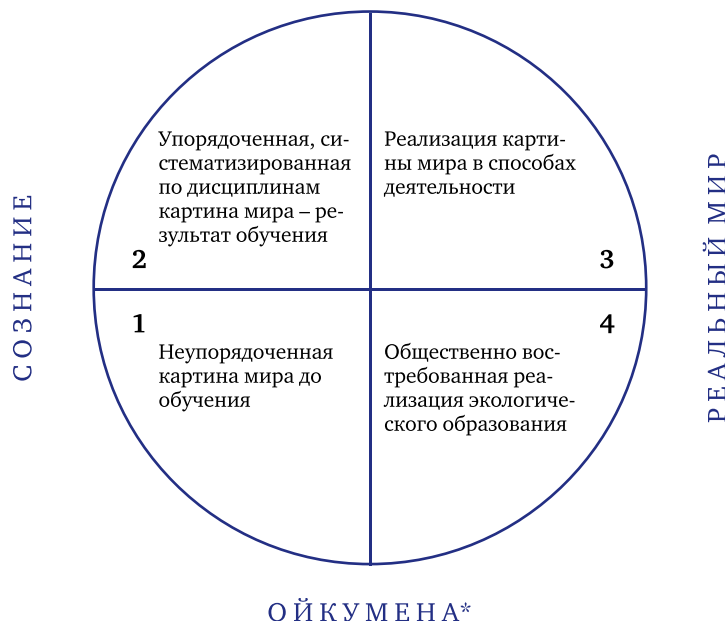 СОЗНАНИЕ
Упорядоченная, си-
стематизированная
по дисциплинам
картина мира – ре-
зультат обучения
2
Реализация карти-
ны мира в способах
деятельности
3
1
Неупорядоченная
картина мира до
обучения
4
Общественно вос-
требованная реа-
лизация экологиче-
ского образования
РЕАЛЬНЫЙ МИР
ОЙКУМЕНА*